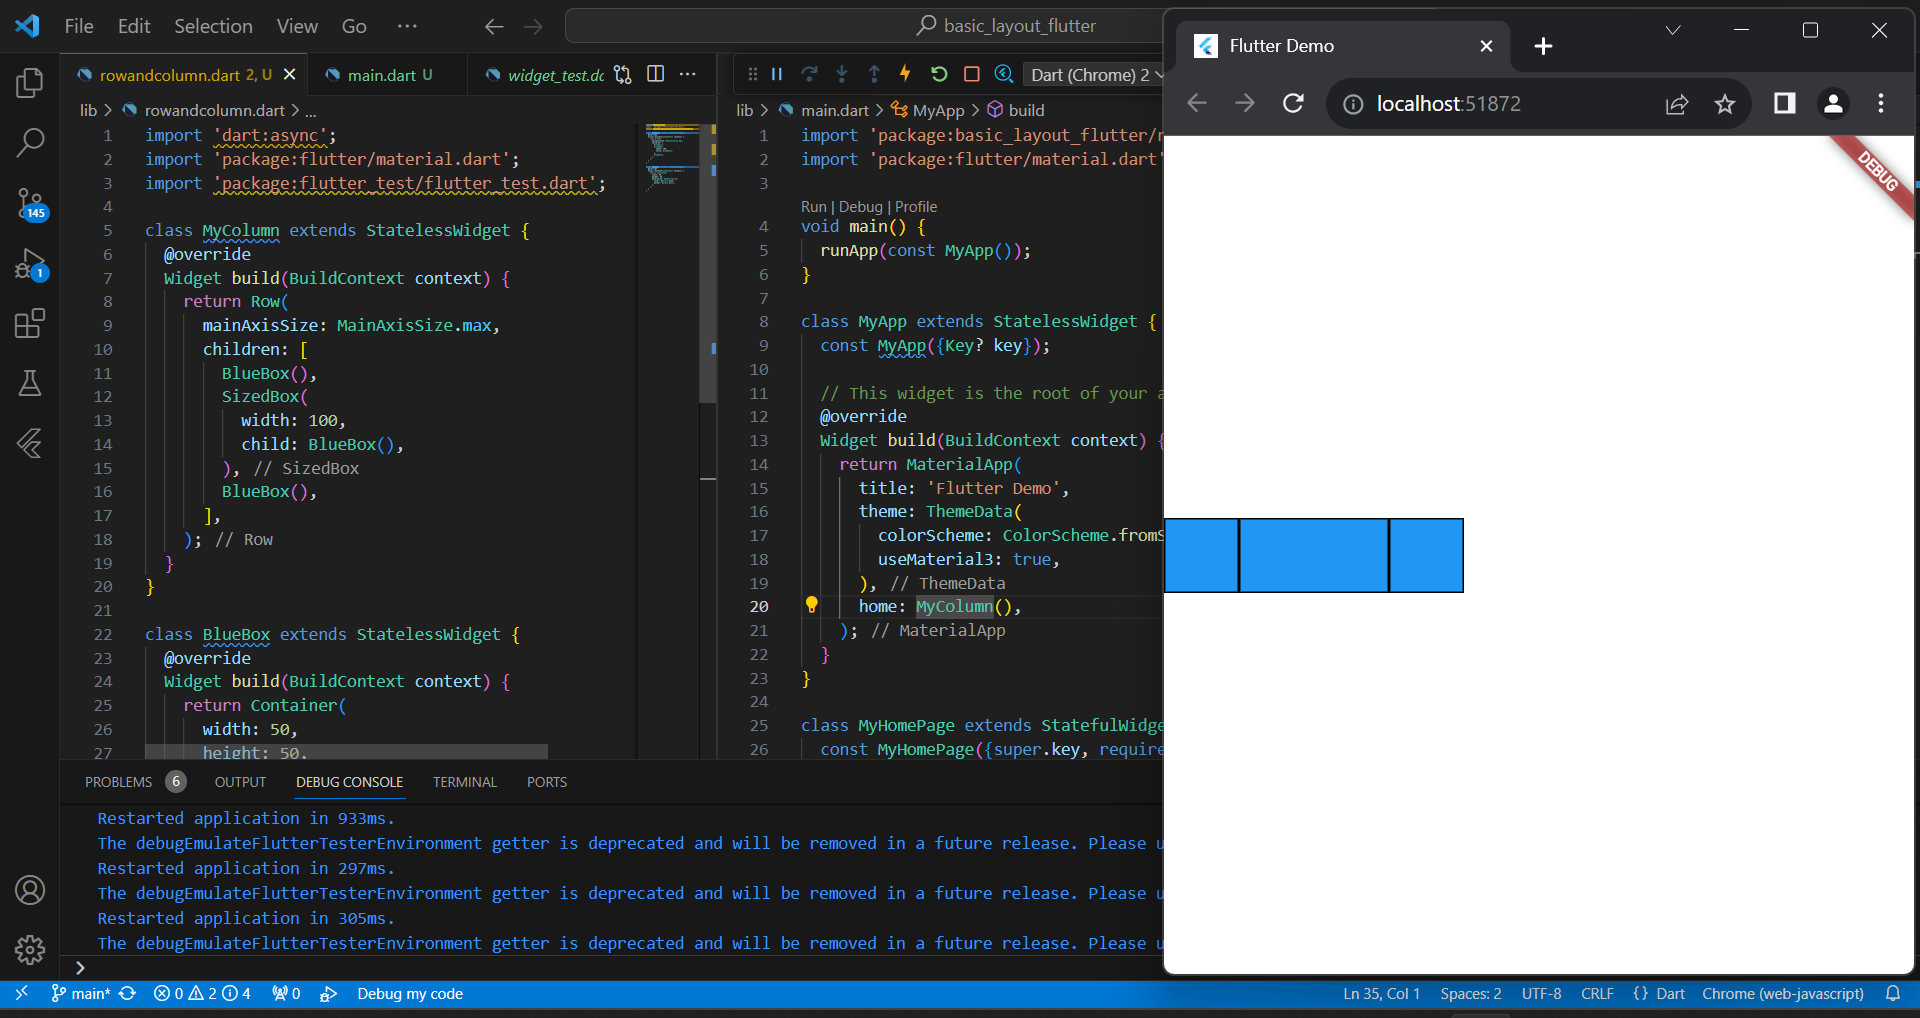 File Edit Selection View Go ··· basic_layout_flutter
rowandcolumn.dart 2, U
main.dart U
widget_test.da
Dart (Chrome) 2
lib > rowandcolumn.dart > ...
1 import 'dart:async';
2 import 'package:flutter/material.dart';
3 import 'package:flutter_test/flutter_test.dart';
4
5 class MyColumn extends StatelessWidget {
6 @override
7 Widget build(BuildContext context) {
8 return Row(
9 mainAxisSize: MainAxisSize.max,
10 children: [
11 BlueBox(),
12 SizedBox(
13 width: 100,
14 child: BlueBox(),
15 ), // SizedBox
16 BlueBox(),
17 ],
18 ); // Row
19 }
20 }
21
22 class BlueBox extends StatelessWidget {
23 @override
24 Widget build(BuildContext context) {
25 return Container(
26 width: 50,
27 height: 50,
lib > main.dart > MyApp > build
1 import 'package:basic_layout_flutter/
2 import 'package:flutter/material.dart'
3
Run | Debug | Profile
4 void main() {
5 runApp(const MyApp());
6 }
7
8 class MyApp extends StatelessWidget {
9 const MyApp({Key? key});
10
11 // This widget is the root of your a
12 @override
13 Widget build(BuildContext context) {
14 return MaterialApp(
15 title: 'Flutter Demo',
16 theme: ThemeData(
17 colorScheme: ColorScheme.fromS
18 useMaterial3: true,
19 ), // ThemeData
20 home: MyColumn(),
21 ); // MaterialApp
22 }
23 }
24
25 class MyHomePage extends StatefulWidge
26 const MyHomePage({super.key, require
Flutter Demo
localhost:51872
DEBUG
145
1
PROBLEMS 6 OUTPUT DEBUG CONSOLE TERMINAL PORTS
Restarted application in 933ms.
The debugEmulateFlutterTesterEnvironment getter is deprecated and will be removed in a future release. Please u
Restarted application in 297ms.
The debugEmulateFlutterTesterEnvironment getter is deprecated and will be removed in a future release. Please u
Restarted application in 305ms.
The debugEmulateFlutterTesterEnvironment getter is deprecated and will be removed in a future release. Please u
>
main* 0 2 4 0 Debug my code Ln 35, Col 1 Spaces: 2 UTF-8 CRLF {} Dart Chrome (web-javascript)